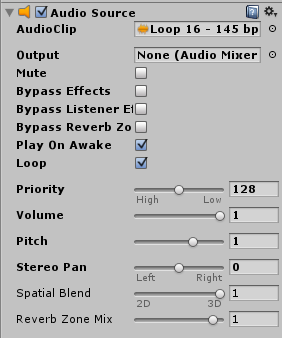 Audio Source
AudioClip Loop 16 - 145 bp
Output None (Audio Mixer
Mute
Bypass Effects
Bypass Listener Ef
Bypass Reverb Zo
Play On Awake
Loop
Priority 128
High Low
Volume 1
Pitch 1
Stereo Pan 0
Left Right
Spatial Blend 1
2D 3D
Reverb Zone Mix 1